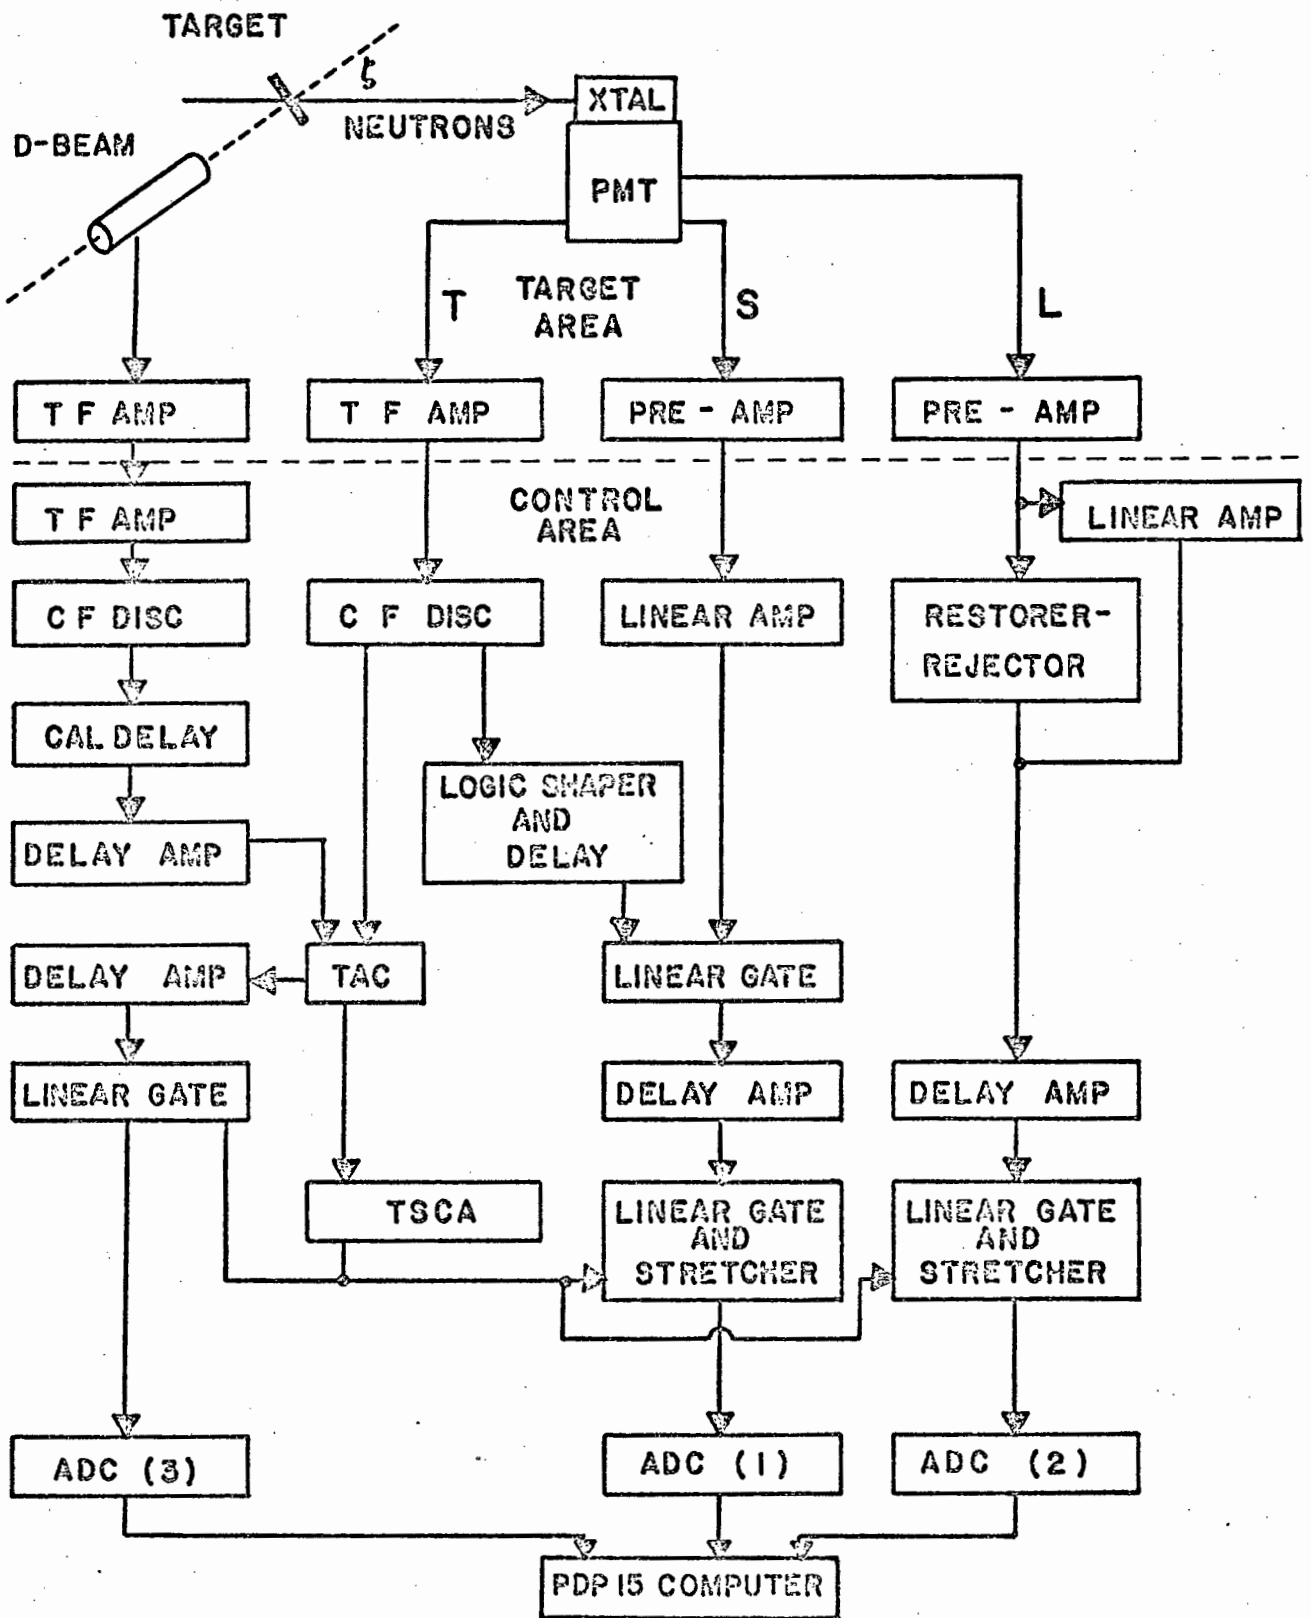 TARGET
ξ
XTAL
NEUTRONS
D-BEAM
PMT
T
TARGET
AREA
S
L
T F AMP
T F AMP
PRE - AMP
PRE - AMP
CONTROL
AREA
T F AMP
LINEAR AMP
C F DISC
C F DISC
LINEAR AMP
RESTORER-
REJECTOR
CAL DELAY
LOGIC SHAPER
AND
DELAY
DELAY AMP
DELAY AMP
TAC
LINEAR GATE
LINEAR GATE
DELAY AMP
DELAY AMP
TSCA
LINEAR GATE
AND
STRETCHER
LINEAR GATE
AND
STRETCHER
ADC (3)
ADC (1)
ADC (2)
PDP 15 COMPUTER